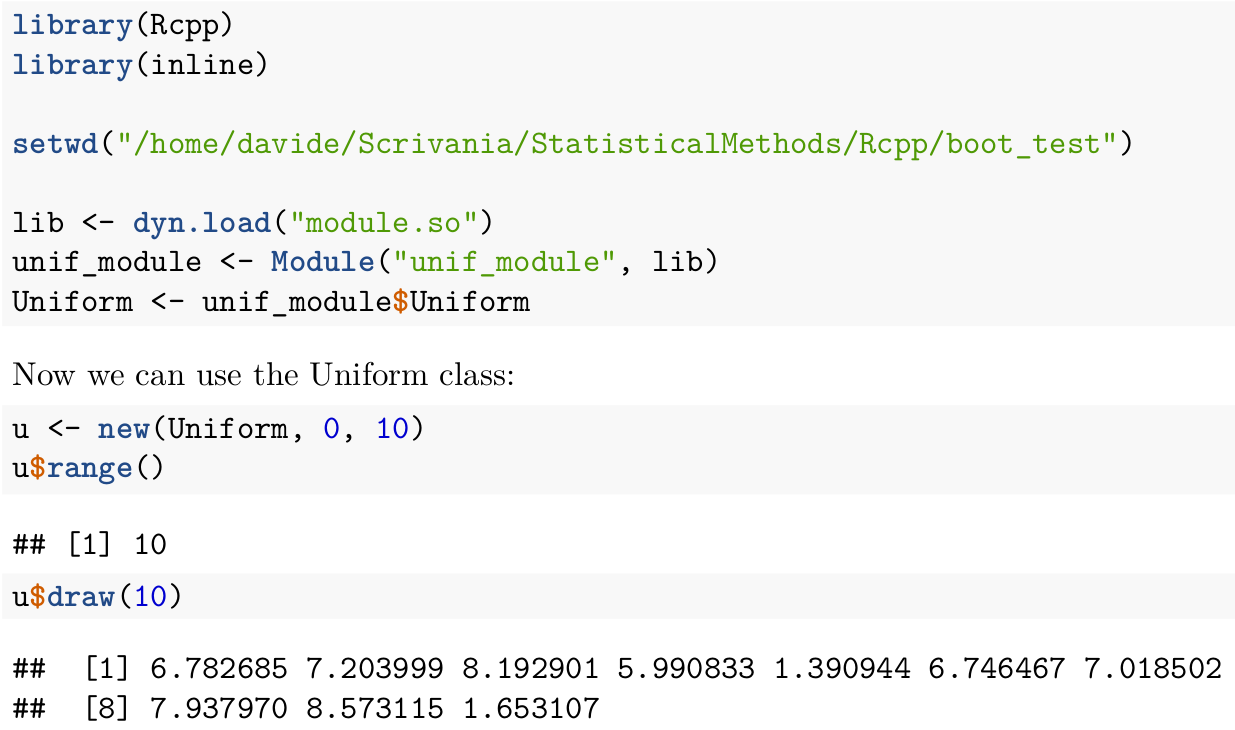 library(Rcpp)
library(inline)
setwd("/home/davide/Scrivania/StatisticalMethods/Rcpp/boot_test")
lib <- dyn.load("module.so")
unif_module <- Module("unif_module", lib)
Uniform <- unif_module$Uniform
Now we can use the Uniform class:
u <- new(Uniform, 0, 10)
u$range()
## [1] 10
u$draw(10)
##  [1] 6.782685 7.203999 8.192901 5.990833 1.390944 6.746467 7.018502
##  [8] 7.937970 8.573115 1.653107